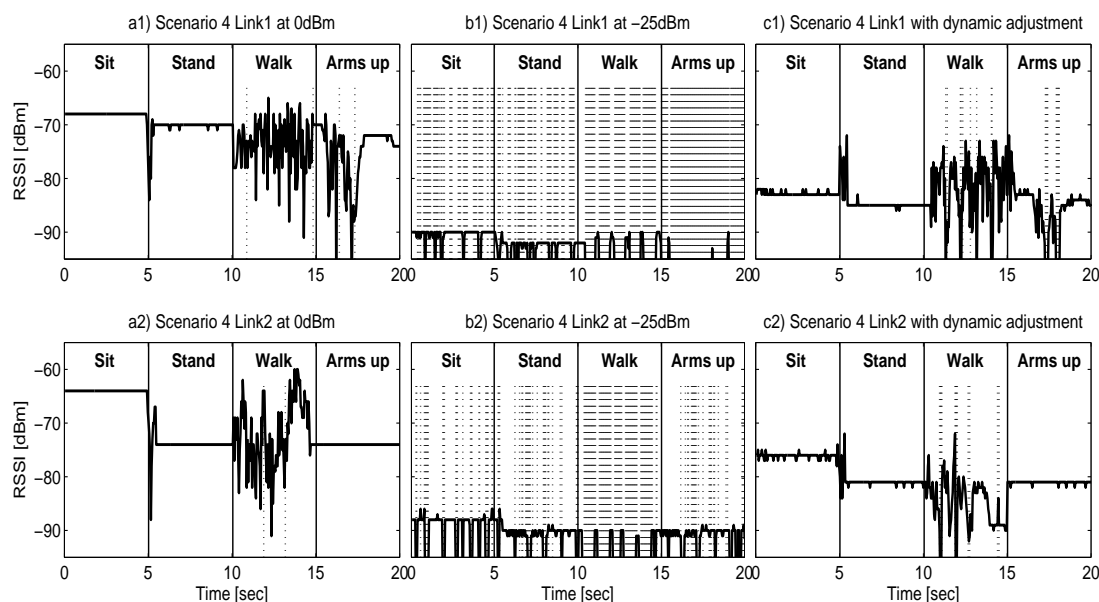 a1) Scenario 4 Link1 at 0dBm
b1) Scenario 4 Link1 at −25dBm
c1) Scenario 4 Link1 with dynamic adjustment
Sit Stand Walk Arms up
Sit Stand Walk Arms up
Sit Stand Walk Arms up
RSSI [dBm]
−60
−70
−80
−90
0 5 10 15 20
0 5 10 15 20
0 5 10 15 20
a2) Scenario 4 Link2 at 0dBm
b2) Scenario 4 Link2 at −25dBm
c2) Scenario 4 Link2 with dynamic adjustment
Sit Stand Walk Arms up
Sit Stand Walk Arms up
Sit Stand Walk Arms up
RSSI [dBm]
−60
−70
−80
−90
0 5 10 15 20
0 5 10 15 20
0 5 10 15 20
Time [sec]
Time [sec]
Time [sec]